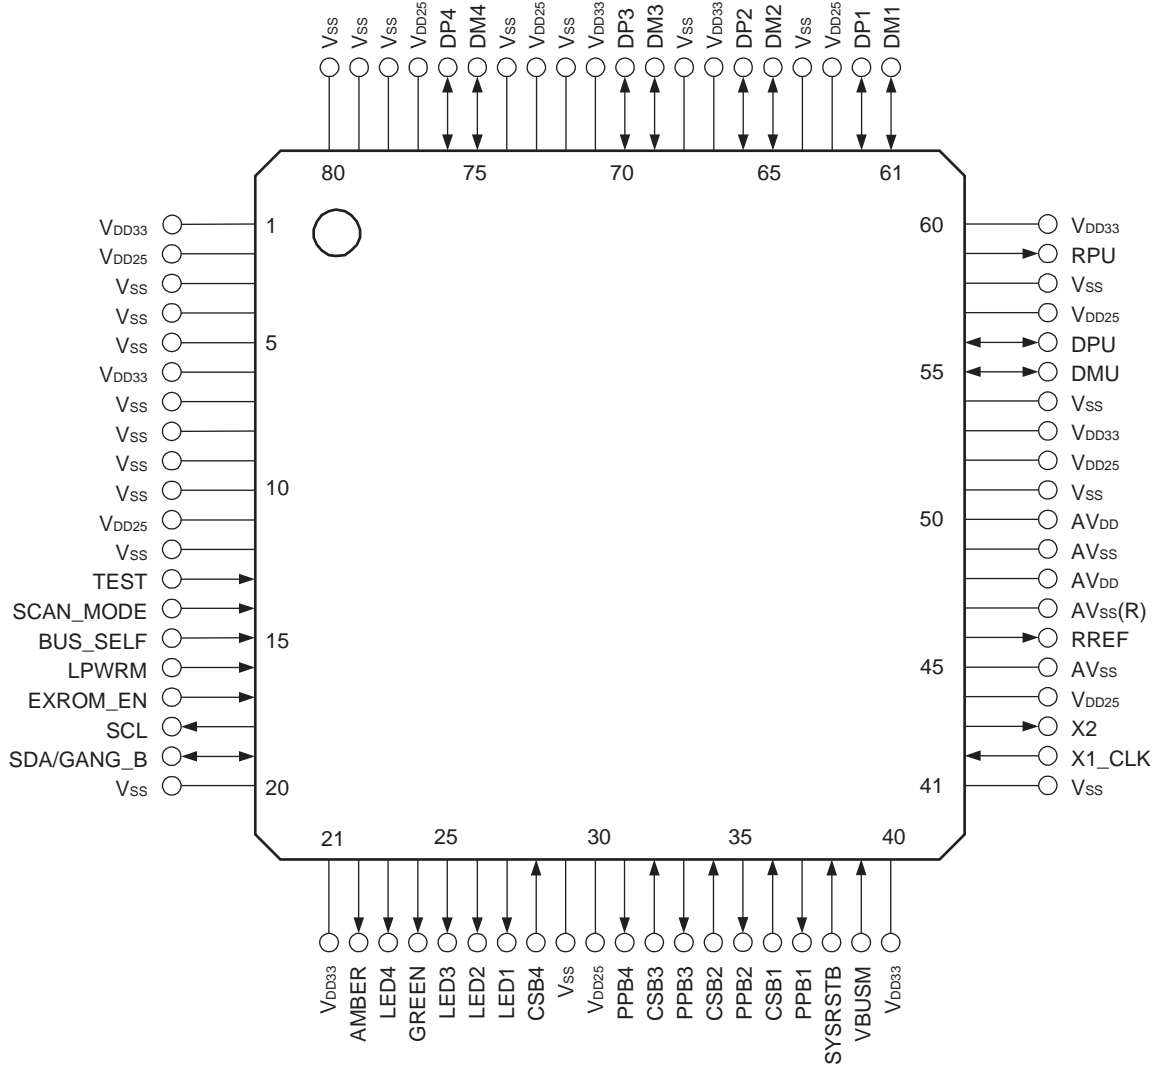 VSS VSS VSS VDD25 DP4 DM4 VSS VDD25 VSS VDD33 DP3 DM3 VSS VDD33 DP2 DM2 VSS VDD25 DP1 DM1
80 75 70 65 61
VDD33 1 60 VDD33
VDD25 RPU
VSS VSS
VSS VDD25
VSS 5 DPU
VDD33 55 DMU
VSS VSS
VSS VDD33
VSS VDD25
VSS 10 VSS
VDD25 50 AVDD
VSS AVSS
TEST AVDD
SCAN_MODE AVSS(R)
BUS_SELF 15 RREF
LPWRM 45 AVSS
EXROM_EN VDD25
SCL X2
SDA/GANG_B X1_CLK
VSS 20 41 VSS
21 25 30 35 40
VDD33 AMBER LED4 GREEN LED3 LED2 LED1 CSB4 VSS VDD25 PPB4 CSB3 PPB3 CSB2 PPB2 CSB1 PPB1 SYSRSTB VBUSM VDD33